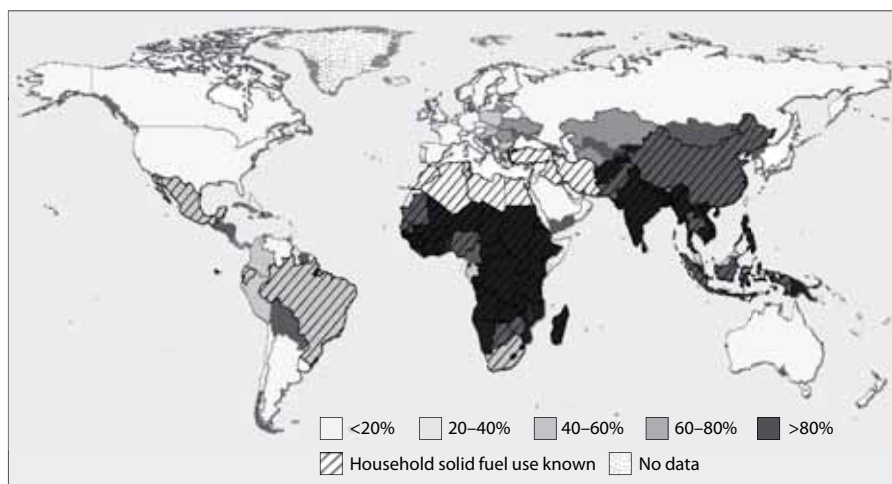 <20% 20–40% 40–60% 60–80% >80%
Household solid fuel use known No data